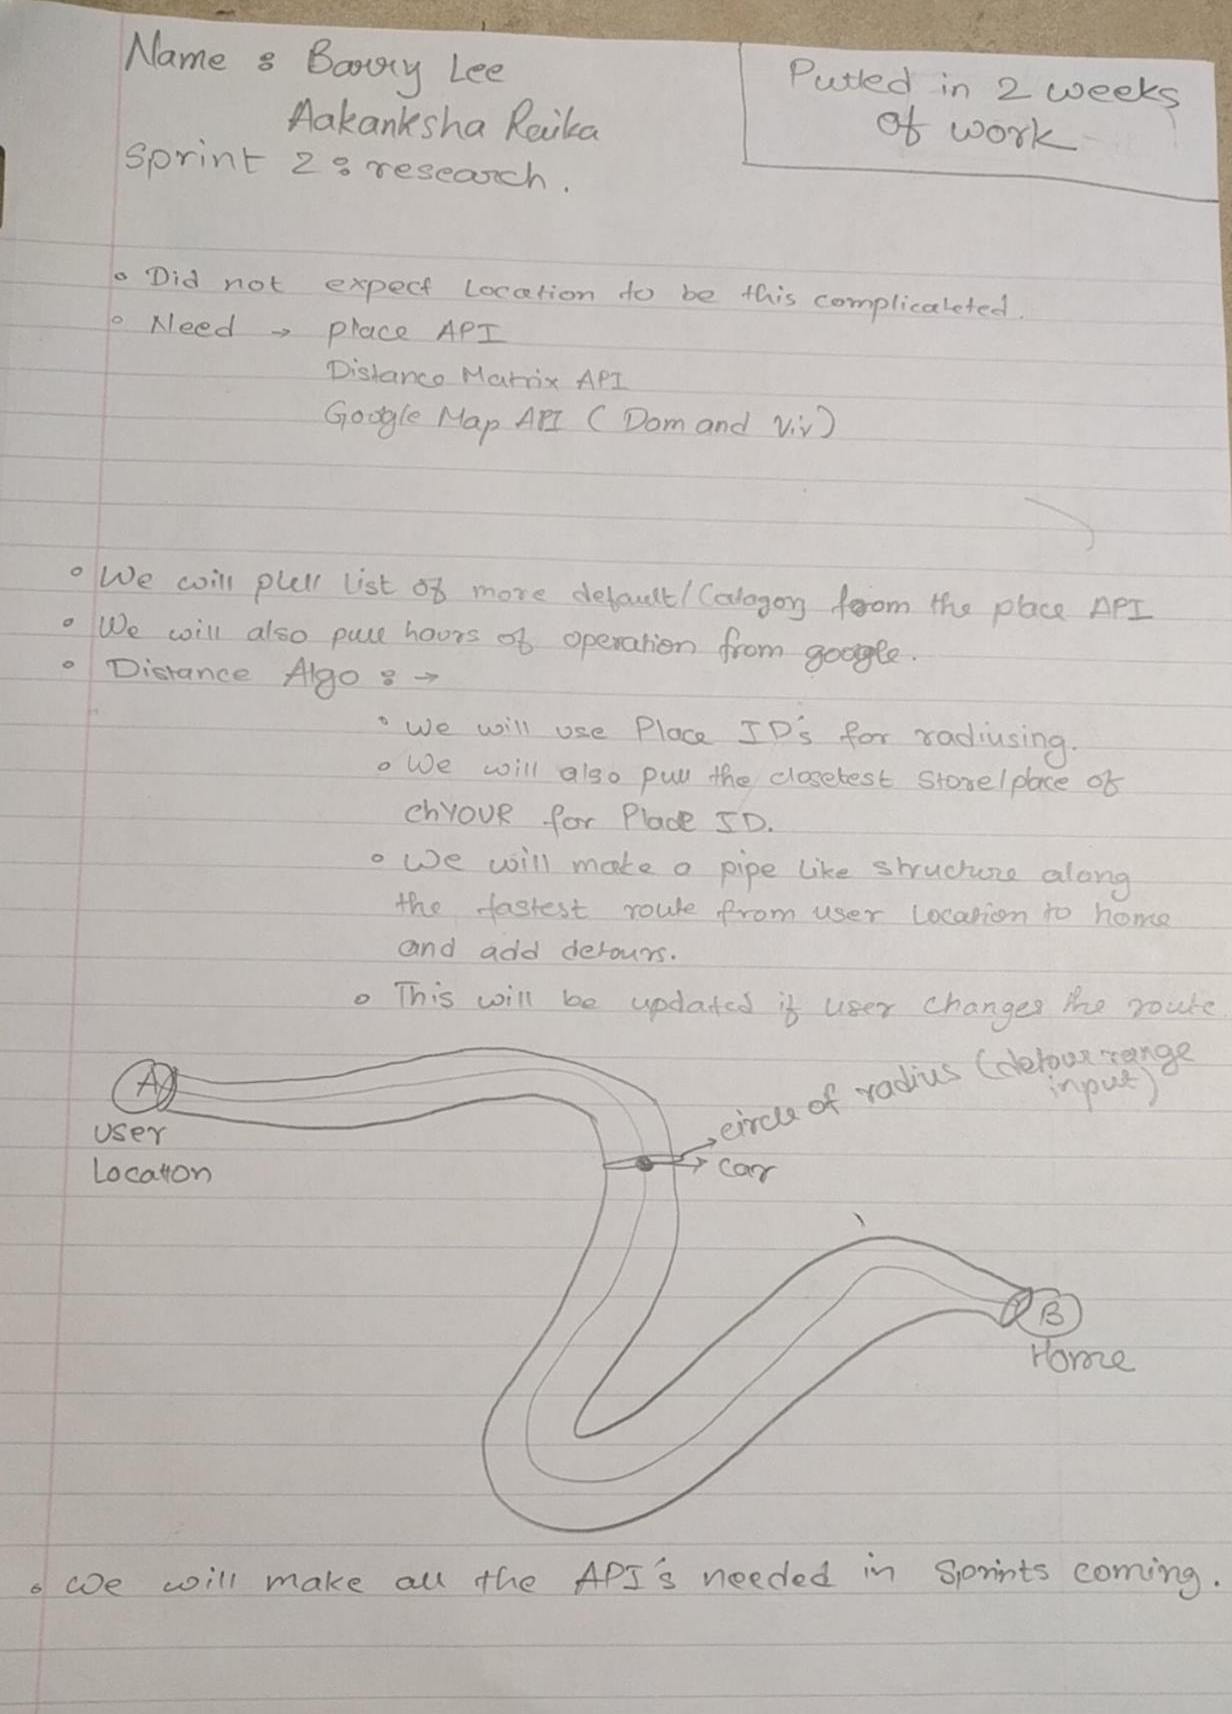 Name : Barry Lee
Aakanksha Raika
Sprint 2 : research.
Putted in 2 weeks
of work
Did not expect Location to be this complicateted.
Need → place API
Distance Matrix API
Google Map API (Dom and Viv)
We will pull list of more default/Catagory from the place API
We will also pull hours of operation from google.
Distance Algo : →
We will use Place ID's for radiusing.
We will also pull the closetest Store/place of
chYOUR for Place ID.
We will make a pipe like structure along
the fastest route from user location to home
and add detours.
This will be updated if user changes the route
circle of radius (detour range
input)
A
User
Location
car
B
Home
We will make all the API's needed in Sprints coming.